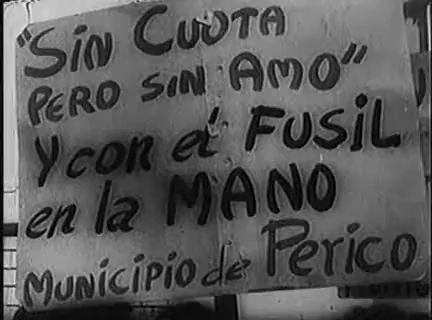 "SiN CUOTA
PERO SiN AMO"
Y con el FUSiL
en la MANO
MUNiCiPiO de PERiCO